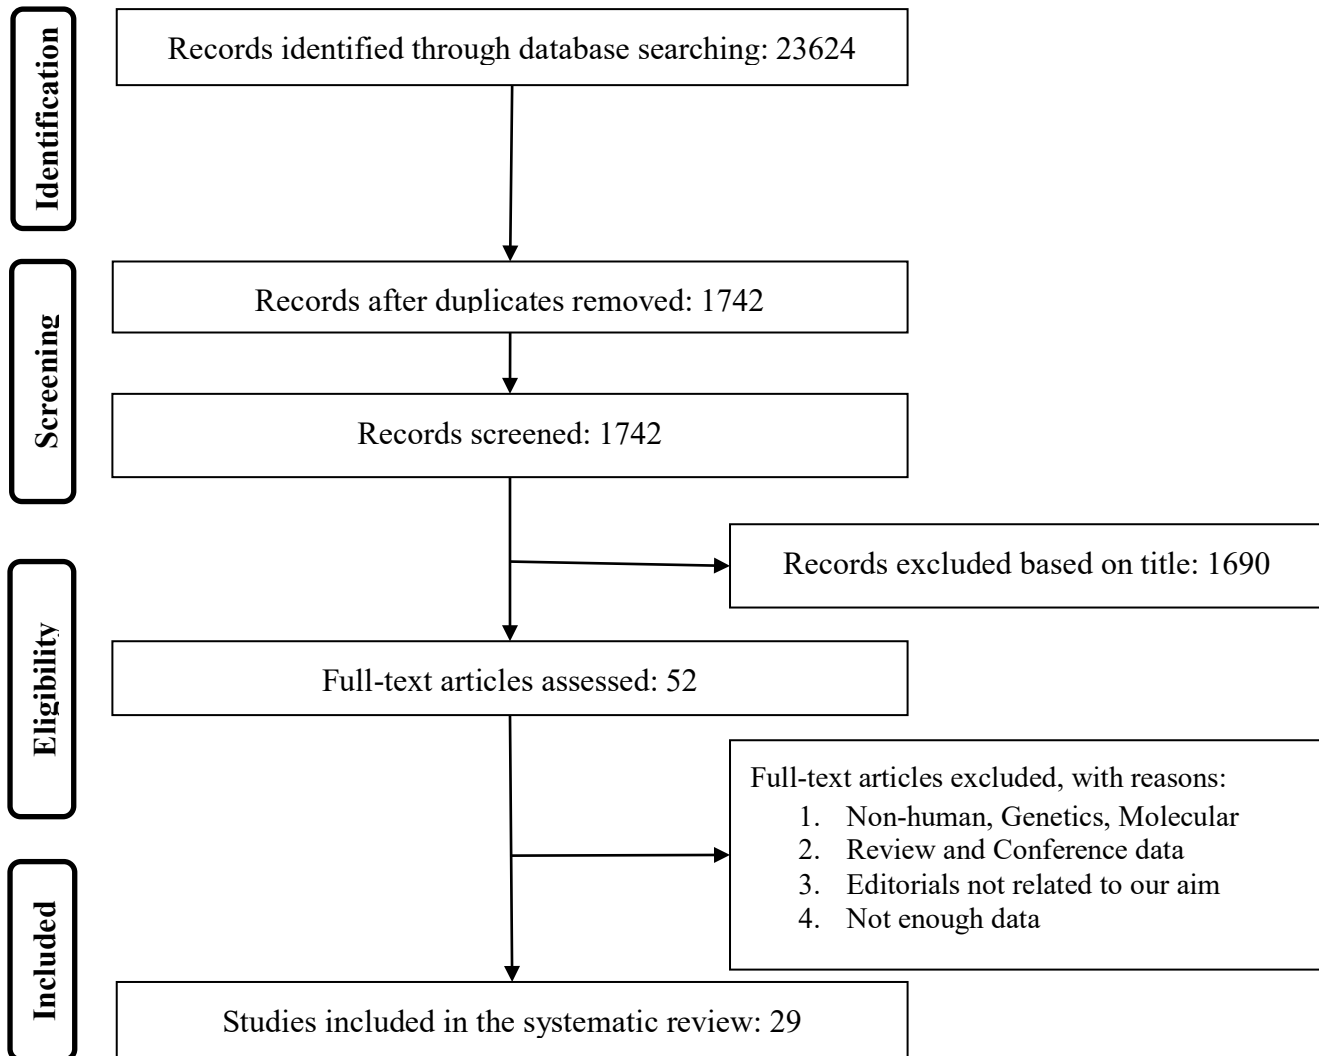 Identification
Records identified through database searching: 23624
Screening
Records after duplicates removed: 1742
Records screened: 1742
Records excluded based on title: 1690
Eligibility
Full-text articles assessed: 52
Full-text articles excluded, with reasons:
1. Non-human, Genetics, Molecular
2. Review and Conference data
3. Editorials not related to our aim
4. Not enough data
Included
Studies included in the systematic review: 29